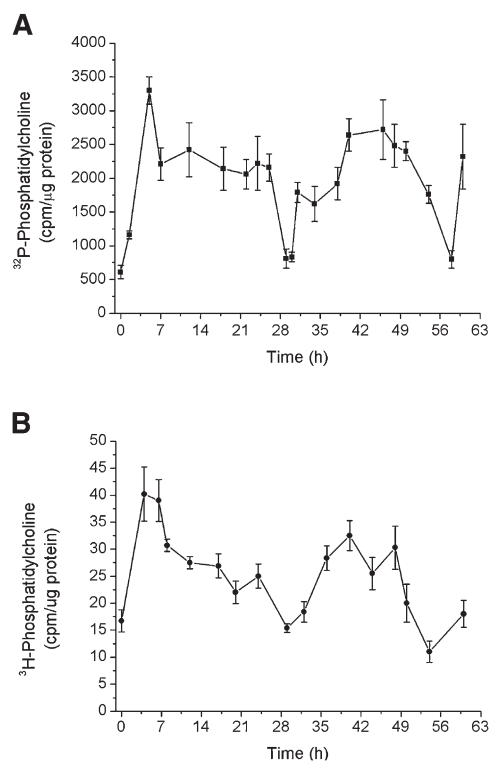 A
4000
3500
3000
2500
2000
1500
1000
500
0
³²P-Phosphatidylcholine
(cpm/μg protein)
0 7 14 21 28 35 42 49 56 63
Time (h)
B
50
45
40
35
30
25
20
15
10
5
0
³H-Phosphatidylcholine
(cpm/ug protein)
0 7 14 21 28 35 42 49 56 63
Time (h)